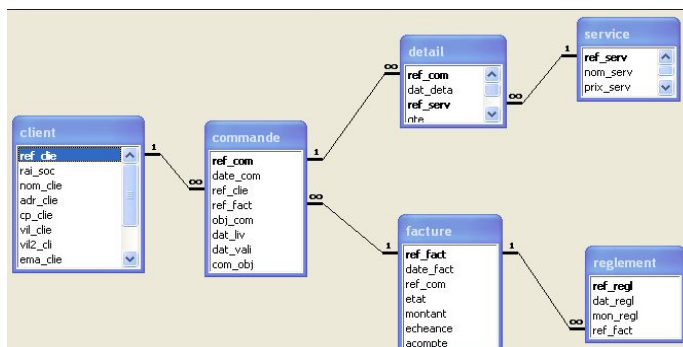 client
ref_clie
rai_soc
nom_clie
adr_clie
cp_clie
vil_clie
vil2_cli
ema_clie
1
∞
commande
ref_com
date_com
ref_clie
ref_fact
obj_com
dat_liv
dat_vali
com_obj
1
∞
∞
1
detail
ref_com
dat_deta
ref_serv
qte
∞
1
service
ref_serv
nom_serv
prix_serv
facture
ref_fact
date_fact
ref_com
etat
montant
echeance
acompte
1
∞
reglement
ref_regl
dat_regl
mon_regl
ref_fact